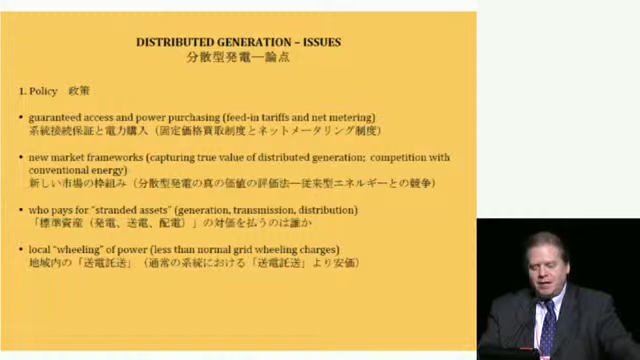 DISTRIBUTED GENERATION – ISSUES
分散型発電―論点
1. Policy 政策
• guaranteed access and power purchasing (feed-in tariffs and net metering)
系統接続保証と電力購入（固定価格買取制度とネットメータリング制度）
• new market frameworks (capturing true value of distributed generation; competition with
conventional energy)
新しい市場の枠組み（分散型発電の真の価値の評価法―従来型エネルギーとの競争）
• who pays for "stranded assets" (generation, transmission, distribution)
「標準資産（発電、送電、配電）」の対価を払うのは誰か
• local "wheeling" of power (less than normal grid wheeling charges)
地域内の「送電託送」（通常の系統における「送電託送」より安価）